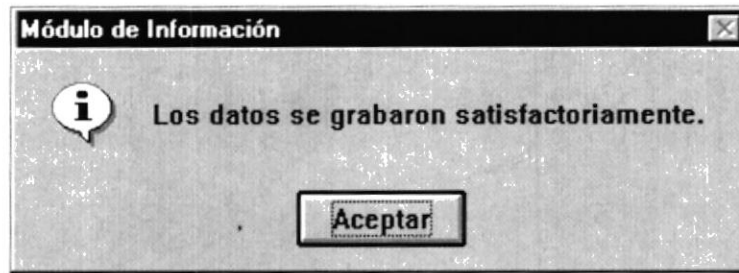 Módulo de Información
Los datos se grabaron satisfactoriamente.
Aceptar